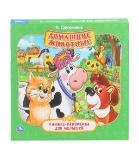 ДОМАШНИЕ
ЖИВОТНЫЕ
КНИЖКА-ПАНОРАМКА
ДЛЯ МАЛЫШЕЙ